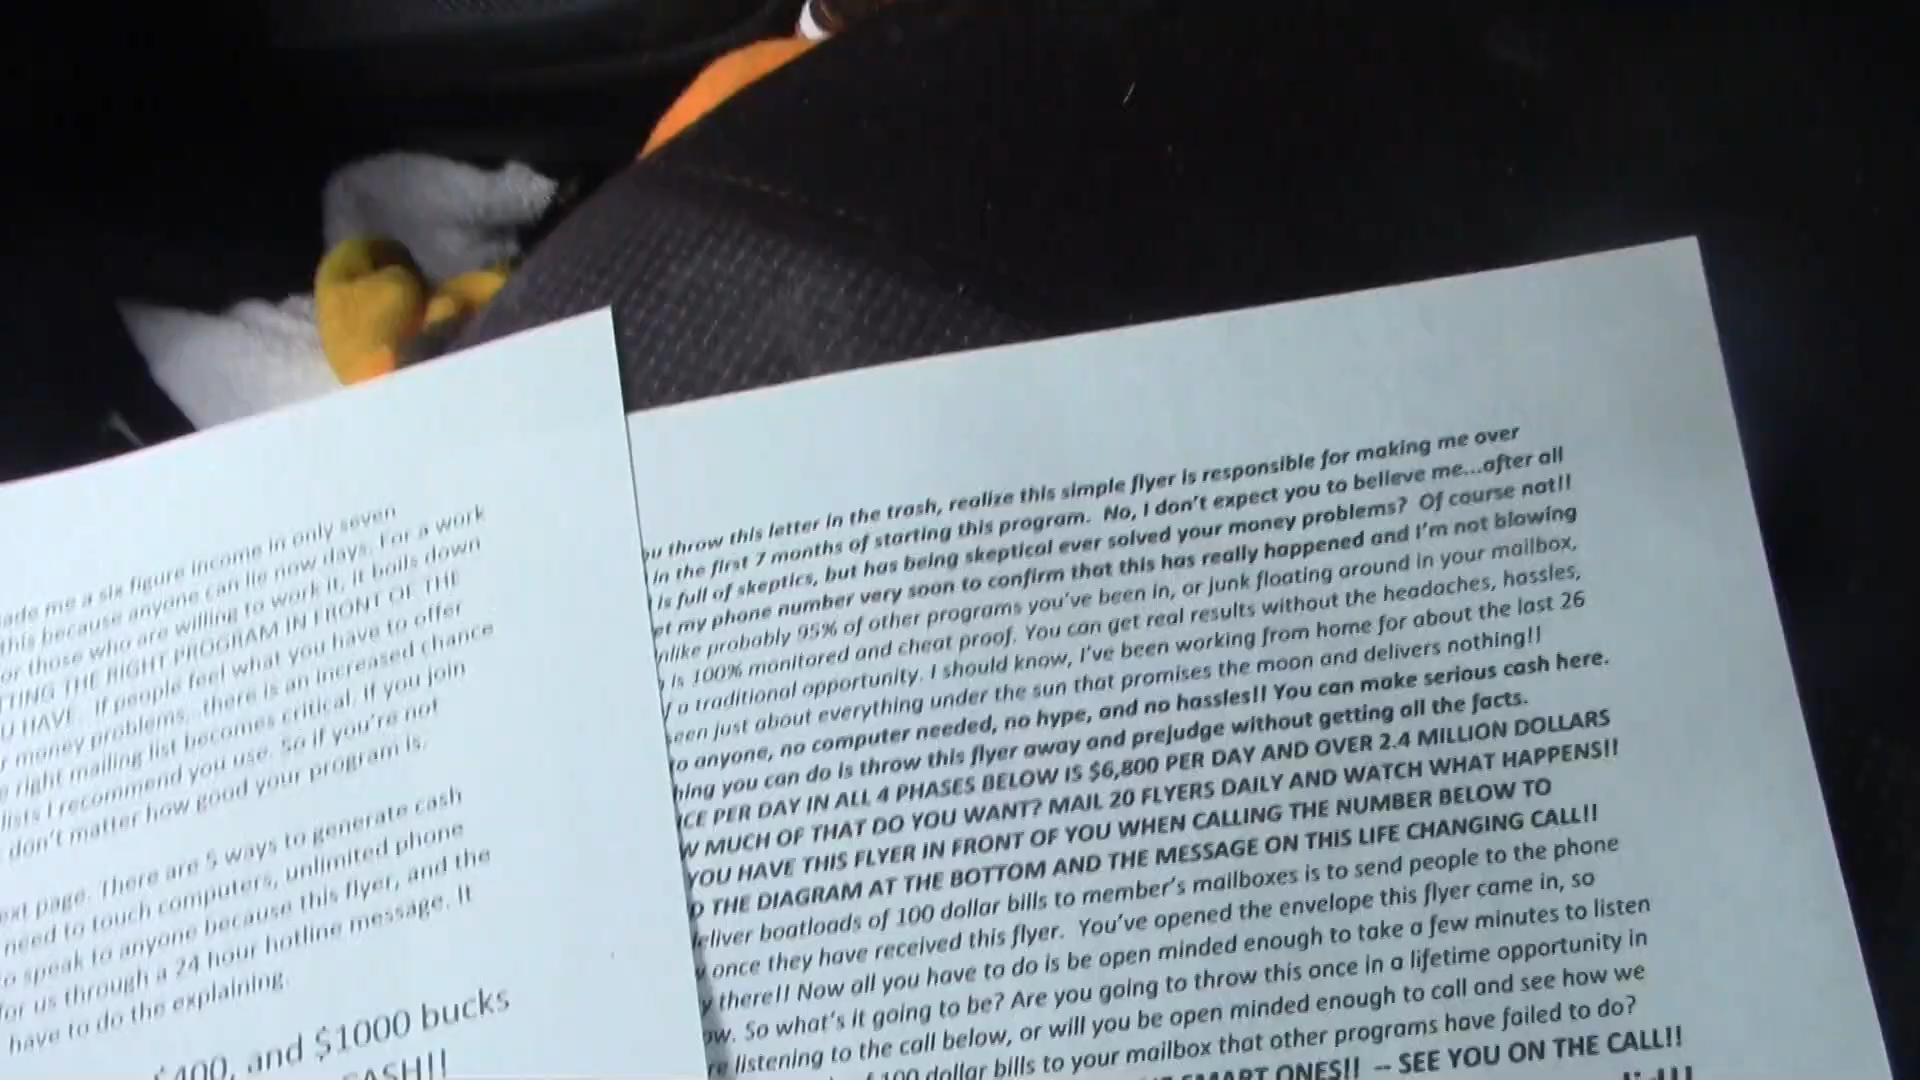 ade me a six figure income in only seven
this because anyone can lie now days. For a work
or those who are willing to work it, it boils down
TTING THE RIGHT PROGRAM IN FRONT OF THE
U HAVE. If people feel what you have to offer
r money problems...there is an increased chance
e right mailing list becomes critical. If you join
lists I recommend you use. So if you're not
don't matter how good your program is.
ext page. There are 5 ways to generate cash
need to touch computers, unlimited phone
to speak to anyone because this flyer, and the
for us through a 24 hour hotline message. It
have to do the explaining.
$400, and $1000 bucks
CASH!!
u throw this letter in the trash, realize this simple flyer is responsible for making me over
in the first 7 months of starting this program. No, I don't expect you to believe me...after all
is full of skeptics, but has being skeptical ever solved your money problems? Of course not!!
et my phone number very soon to confirm that this has really happened and I'm not blowing
nlike probably 95% of other programs you've been in, or junk floating around in your mailbox,
is 100% monitored and cheat proof. You can get real results without the headaches, hassles,
f a traditional opportunity. I should know, I've been working from home for about the last 26
seen just about everything under the sun that promises the moon and delivers nothing!!
to anyone, no computer needed, no hype, and no hassles!! You can make serious cash here.
hing you can do is throw this flyer away and prejudge without getting all the facts.
ICE PER DAY IN ALL 4 PHASES BELOW IS $6,800 PER DAY AND OVER 2.4 MILLION DOLLARS
W MUCH OF THAT DO YOU WANT? MAIL 20 FLYERS DAILY AND WATCH WHAT HAPPENS!!
YOU HAVE THIS FLYER IN FRONT OF YOU WHEN CALLING THE NUMBER BELOW TO
D THE DIAGRAM AT THE BOTTOM AND THE MESSAGE ON THIS LIFE CHANGING CALL!!
eliver boatloads of 100 dollar bills to member's mailboxes is to send people to the phone
y once they have received this flyer. You've opened the envelope this flyer came in, so
y there!! Now all you have to do is be open minded enough to take a few minutes to listen
ow. So what's it going to be? Are you going to throw this once in a lifetime opportunity in
re listening to the call below, or will you be open minded enough to call and see how we
f 100 dollar bills to your mailbox that other programs have failed to do?
SMART ONES!! -- SEE YOU ON THE CALL!!